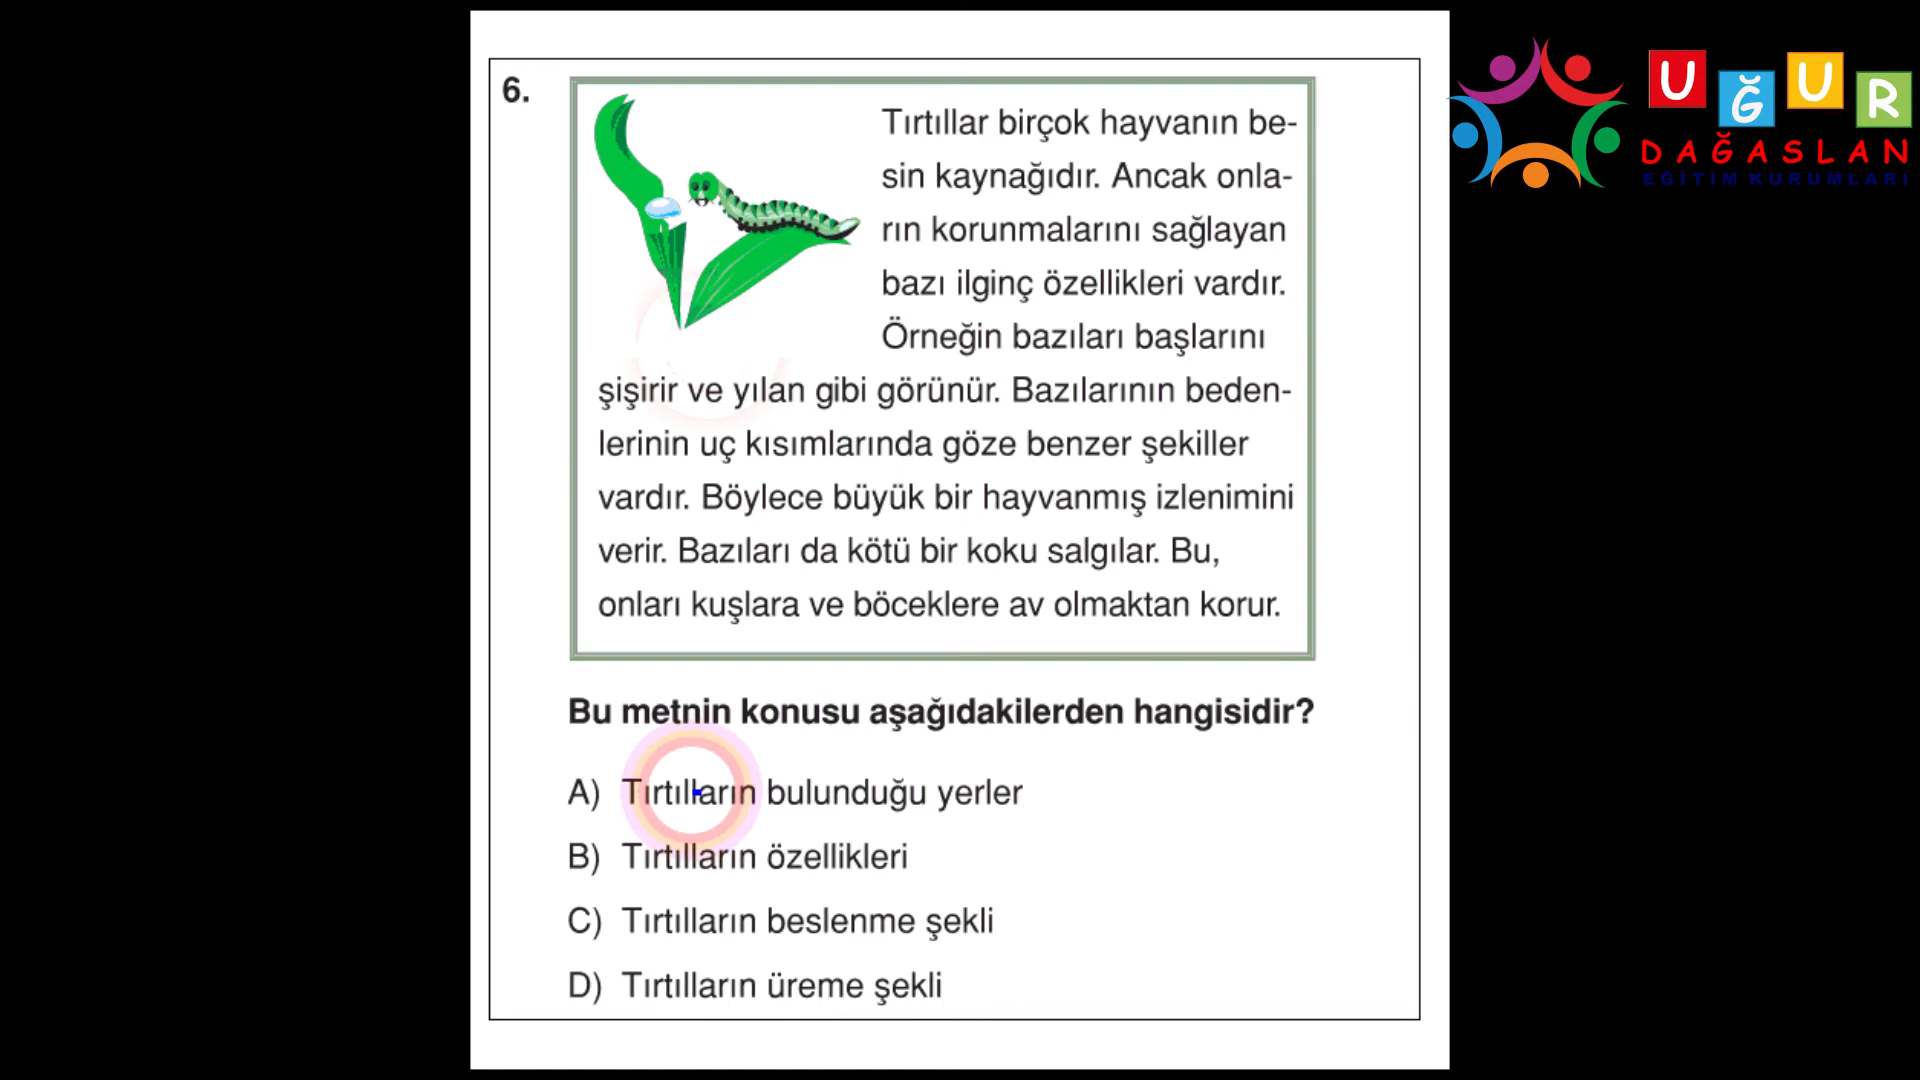 6.
Tırtıllar birçok hayvanın be-
sin kaynağıdır. Ancak onla-
rın korunmalarını sağlayan
bazı ilginç özellikleri vardır.
Örneğin bazıları başlarını
şişirir ve yılan gibi görünür. Bazılarının beden-
lerinin uç kısımlarında göze benzer şekiller
vardır. Böylece büyük bir hayvanmış izlenimini
verir. Bazıları da kötü bir koku salgılar. Bu,
onları kuşlara ve böceklere av olmaktan korur.
Bu metnin konusu aşağıdakilerden hangisidir?
A) Tırtılların bulunduğu yerler
B) Tırtılların özellikleri
C) Tırtılların beslenme şekli
D) Tırtılların üreme şekli
UĞUR
DAĞASLAN
EĞİTİM KURUMLARI